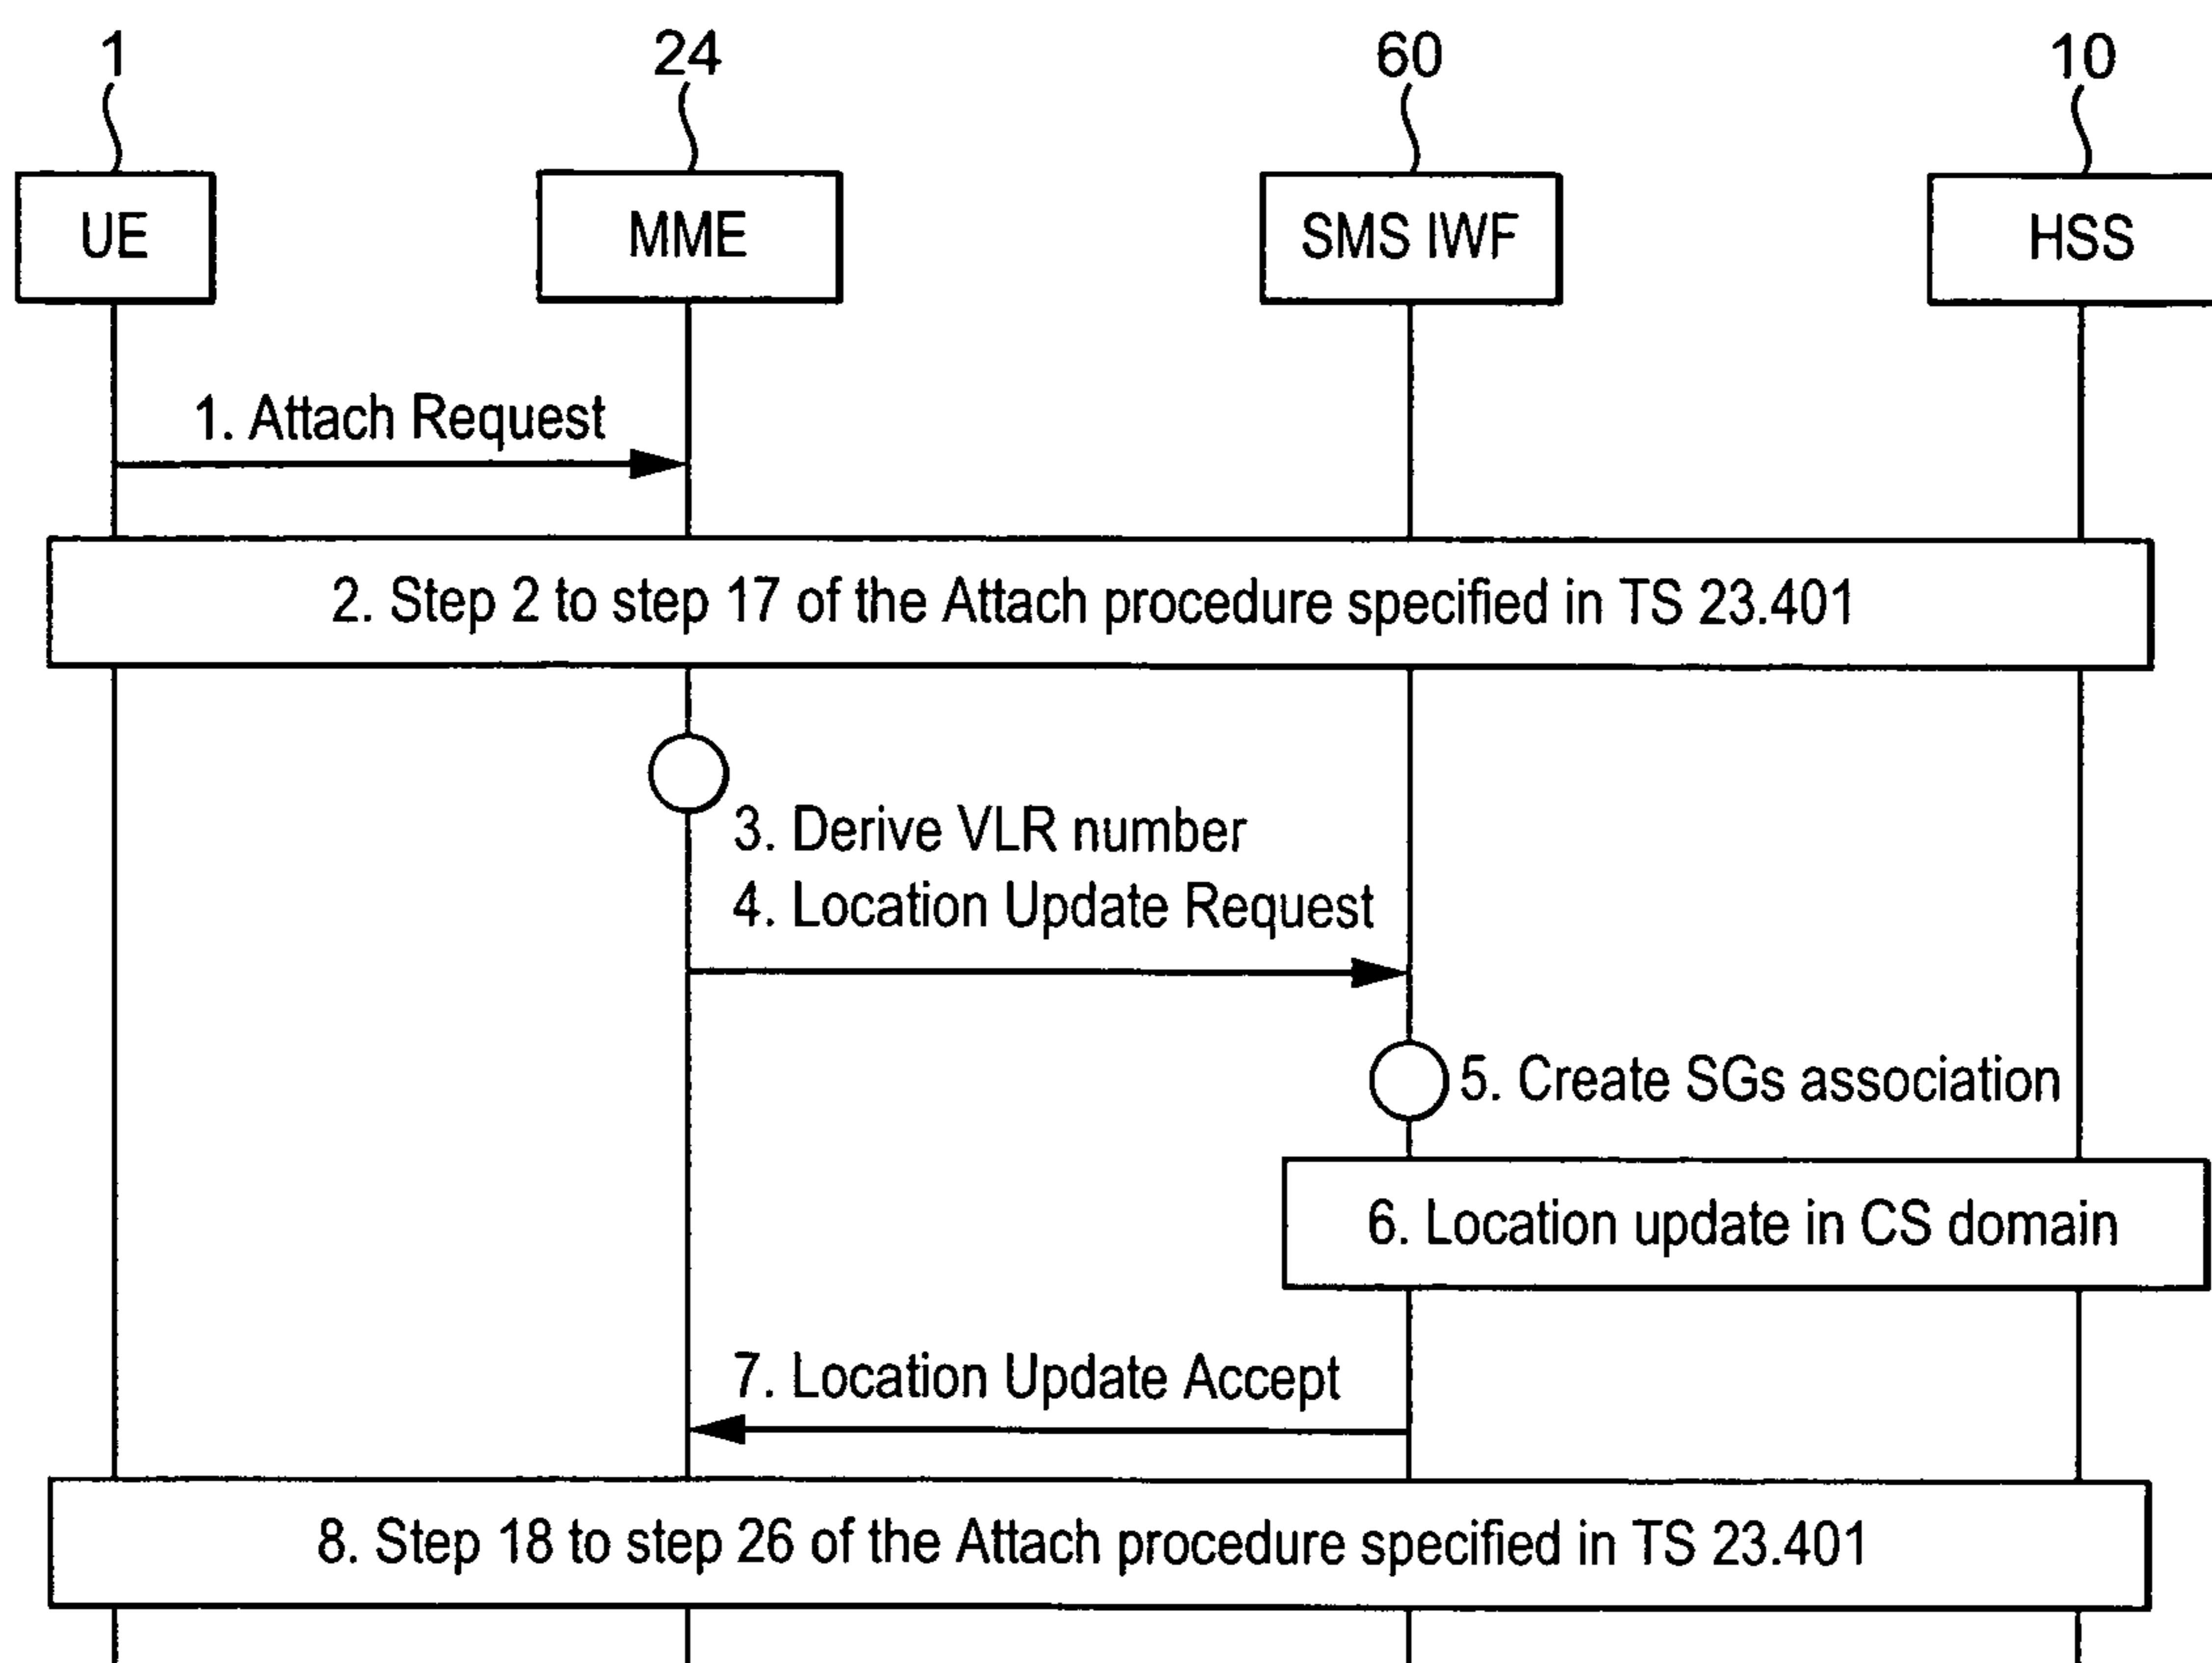 1
24
60
10
UE
MME
SMS IWF
HSS
1. Attach Request
2. Step 2 to step 17 of the Attach procedure specified in TS 23.401
3. Derive VLR number
4. Location Update Request
5. Create SGs association
6. Location update in CS domain
7. Location Update Accept
8. Step 18 to step 26 of the Attach procedure specified in TS 23.401